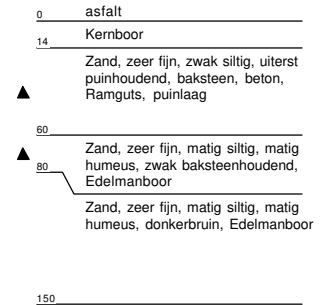 0 asfalt
14 Kernboor
Zand, zeer fijn, zwak siltig, uiterst
puinhoudend, baksteen, beton,
Ramguts, puinlaag
60
Zand, zeer fijn, matig siltig, matig
80 humeus, zwak baksteenhoudend,
Edelmanboor
Zand, zeer fijn, matig siltig, matig
humeus, donkerbruin, Edelmanboor
150